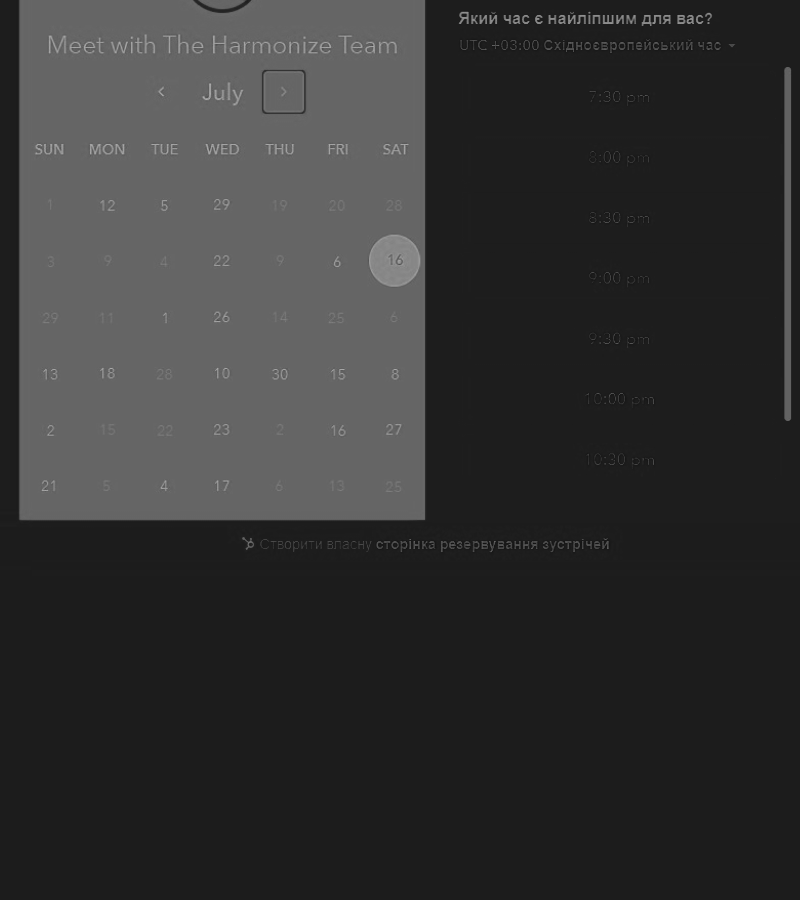 Meet with The Harmonize Team
July
SUN MON TUE WED THU FRI SAT
1 12 5 29 19 20 28
3 9 4 22 9 6 16
29 11 1 26 14 25 6
13 18 28 10 30 15 8
2 15 22 23 2 16 27
21 5 4 17 6 13 25
Який час є найліпшим для вас?
UTC +03:00 Східноєвропейський час
7:30 pm
8:00 pm
8:30 pm
9:00 pm
9:30 pm
10:00 pm
10:30 pm
Створити власну сторінка резервування зустрічей